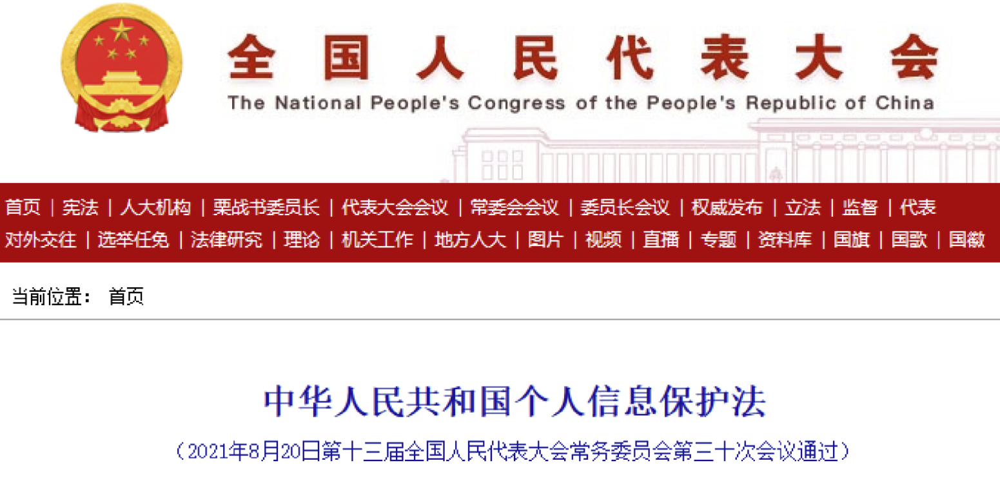 全国人民代表大会
The National People's Congress of the People's Republic of China
首页 | 宪法 | 人大机构 | 栗战书委员长 | 代表大会会议 | 常委会会议 | 委员长会议 | 权威发布 | 立法 | 监督 | 代表
对外交往 | 选举任免 | 法律研究 | 理论 | 机关工作 | 地方人大 | 图片 | 视频 | 直播 | 专题 | 资料库 | 国旗 | 国歌 | 国徽
当前位置： 首页
中华人民共和国个人信息保护法
（2021年8月20日第十三届全国人民代表大会常务委员会第三十次会议通过）